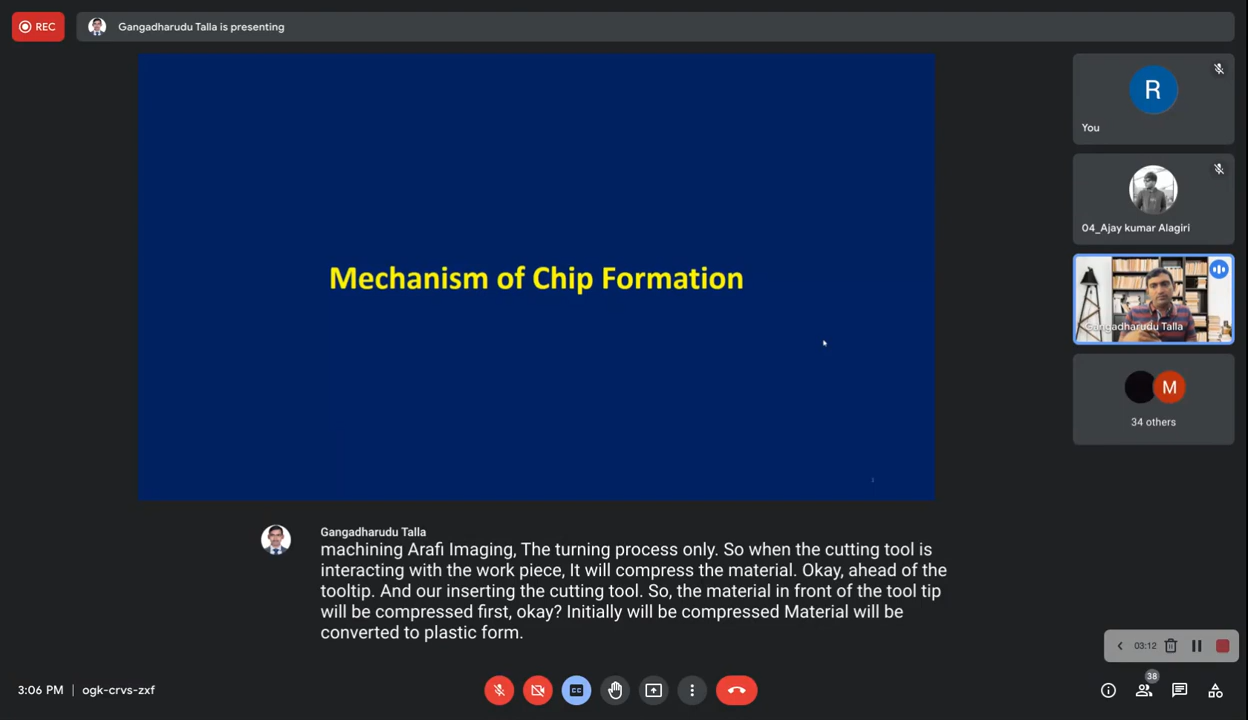 REC
Gangadharudu Talla is presenting
Mechanism of Chip Formation
R
You
04_Ajay kumar Alagiri
Gangadharudu Talla
M
34 others
Gangadharudu Talla
machining Arafi Imaging, The turning process only. So when the cutting tool is
interacting with the work piece, It will compress the material. Okay, ahead of the
tooltip. And our inserting the cutting tool. So, the material in front of the tool tip
will be compressed first, okay? Initially will be compressed Material will be
converted to plastic form.
03:12
3:06 PM | ogk-crvs-zxf
CC
38